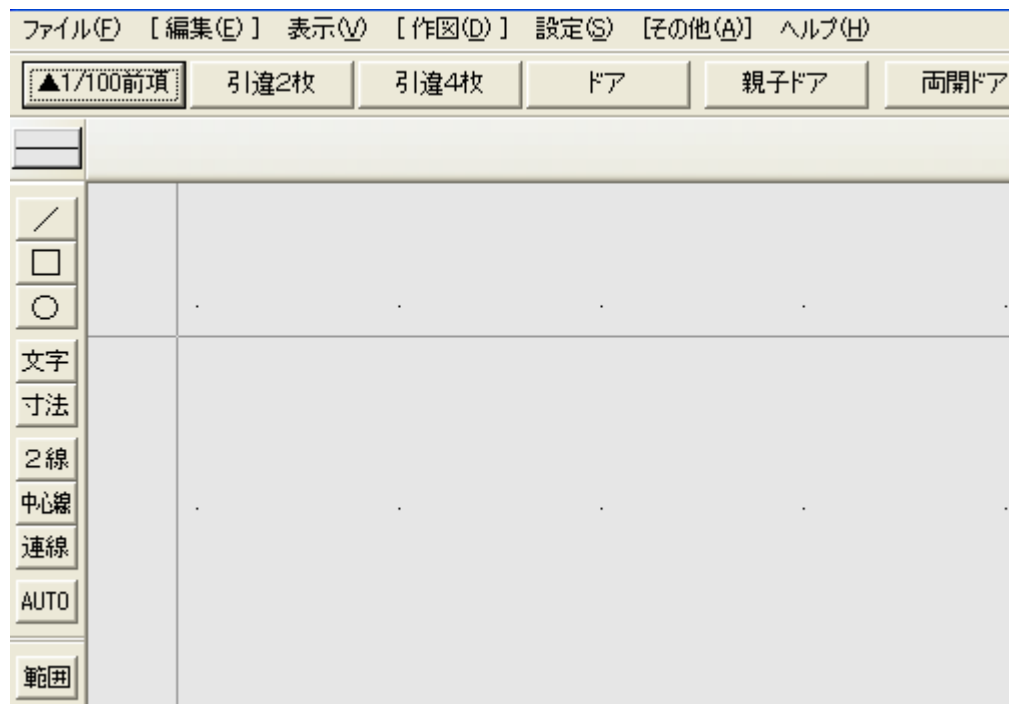 ファイル(F) [編集(E)] 表示(V) [作図(D)] 設定(S) [その他(A)] ヘルプ(H)
▲1/100前項 引違2枚 引違4枚 ドア 親子ドア 両開ドア
文字
寸法
２線
中心線
連線
AUTO
範囲